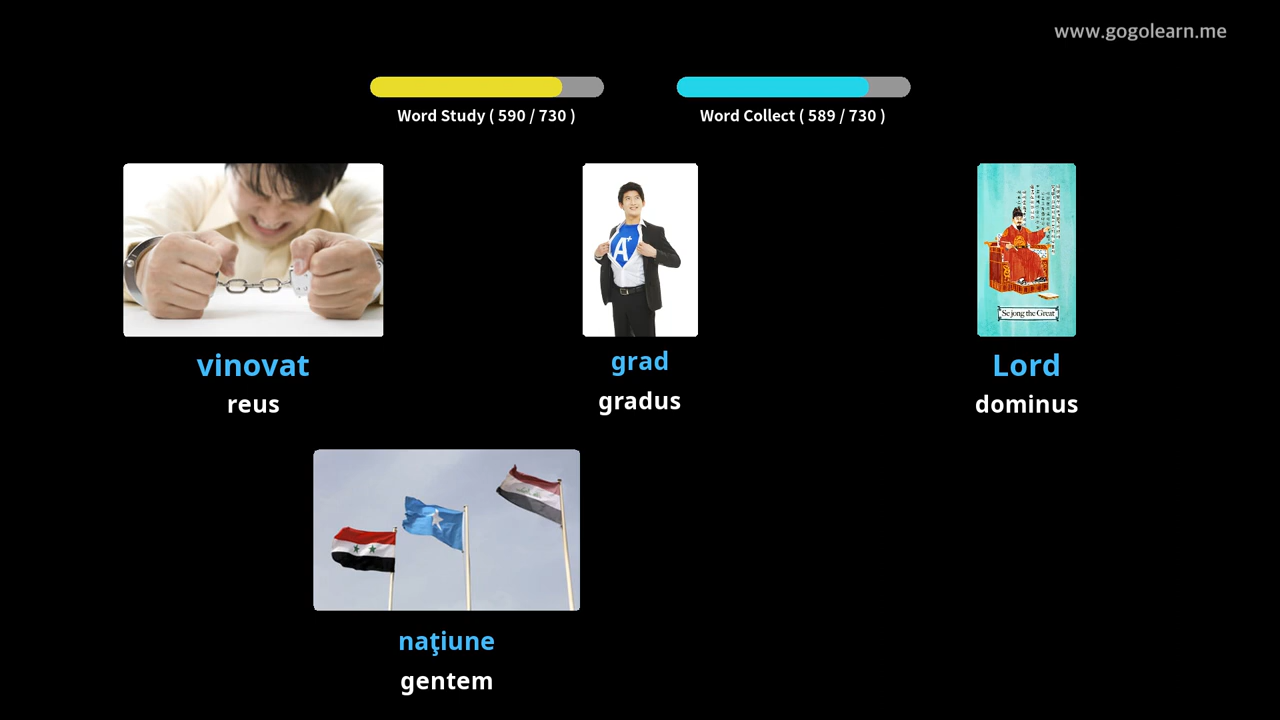 www.gogolearn.me
Word Study ( 590 / 730 )
Word Collect ( 589 / 730 )
A+
Se jong the Great
vinovat
grad
Lord
reus
gradus
dominus
naţiune
gentem